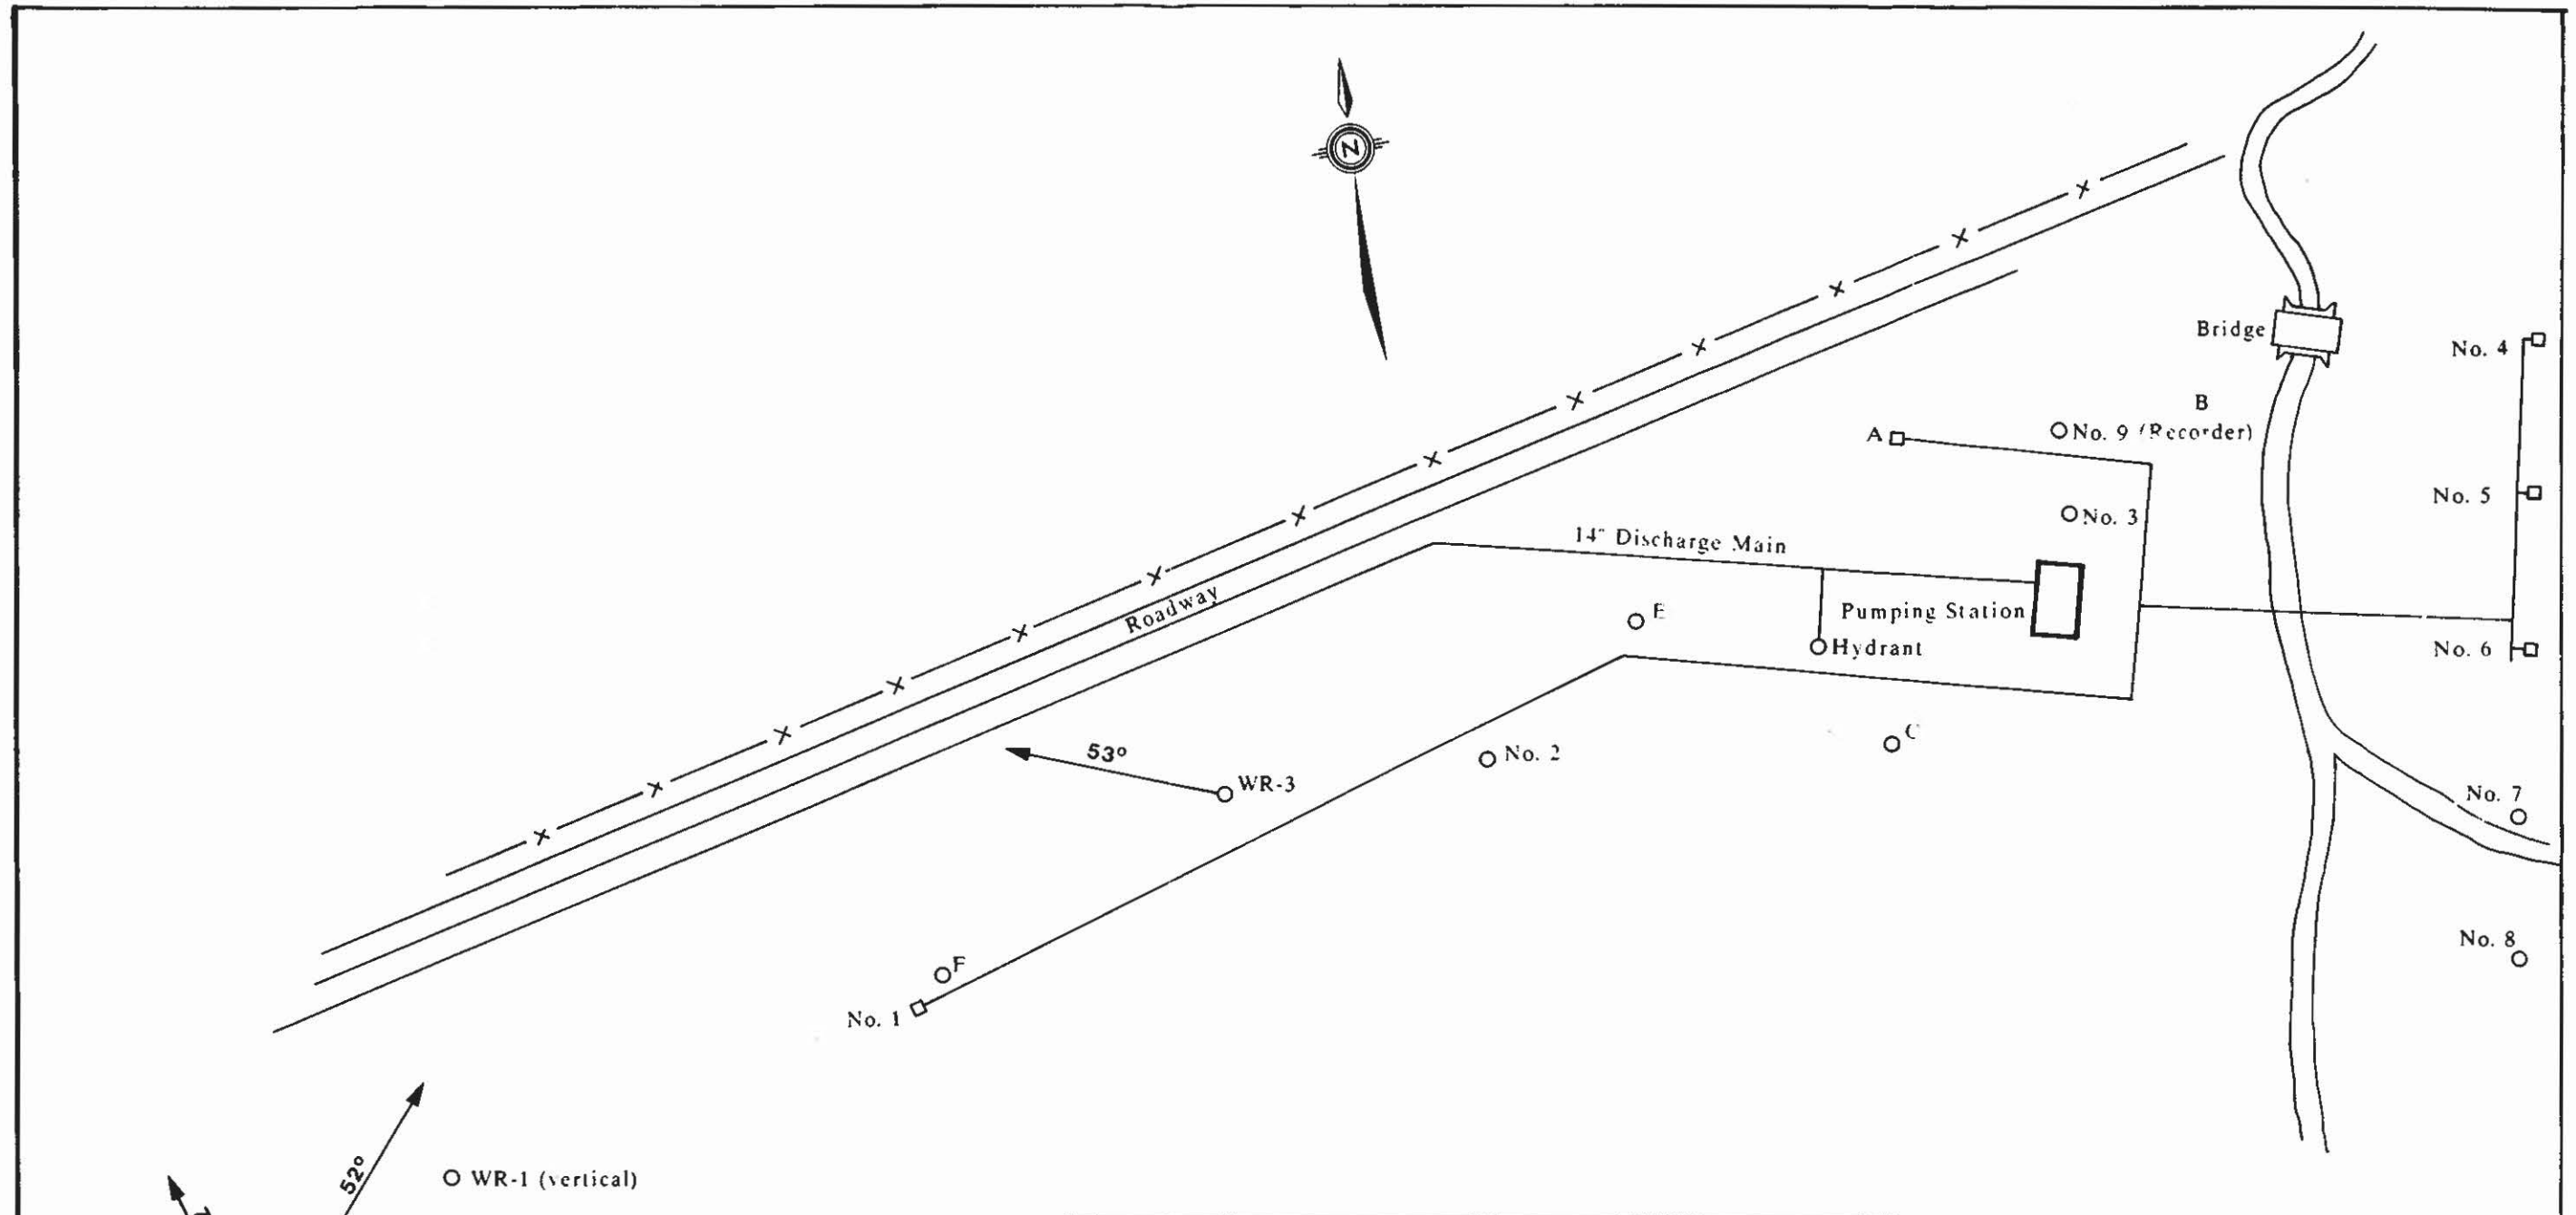 N
Bridge
No. 4
B
No. 9 (Recorder)
A
No. 5
No. 3
14" Discharge Main
Roadway
E
Pumping Station
Hydrant
No. 6
53°
WR-3
No. 2
C
No. 7
No. 8
F
No. 1
52°
WR-1 (vertical)